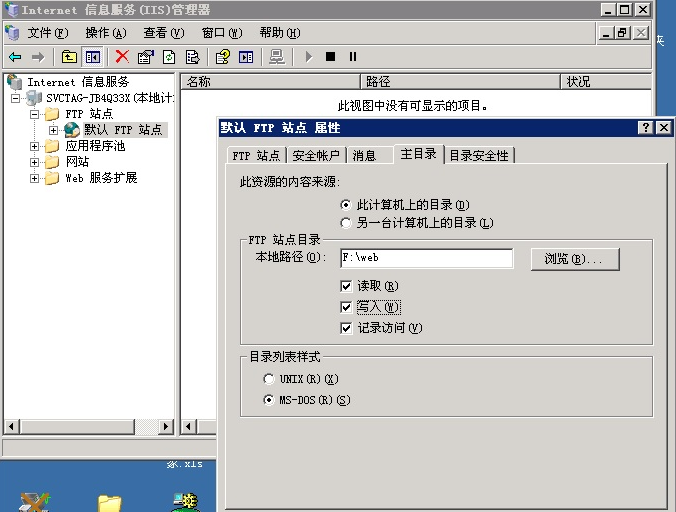 Internet 信息服务(IIS)管理器
文件(F) 操作(A) 查看(V) 窗口(W) 帮助(H)
夹
Internet 信息服务
SVCTAG-JB4Q33X(本地计
FTP 站点
默认 FTP 站点
应用程序池
网站
Web 服务扩展
名称 路径 状况
此视图中没有可显示的项目。
默认 FTP 站点 属性
FTP 站点 安全帐户 消息 主目录 目录安全性
此资源的内容来源:
此计算机上的目录(D)
另一台计算机上的目录(L)
FTP 站点目录
本地路径(O): F:\web 浏览(B)...
读取(R)
写入(W)
记录访问(V)
目录列表样式
UNIX(R)(X)
MS-DOS(R)(S)